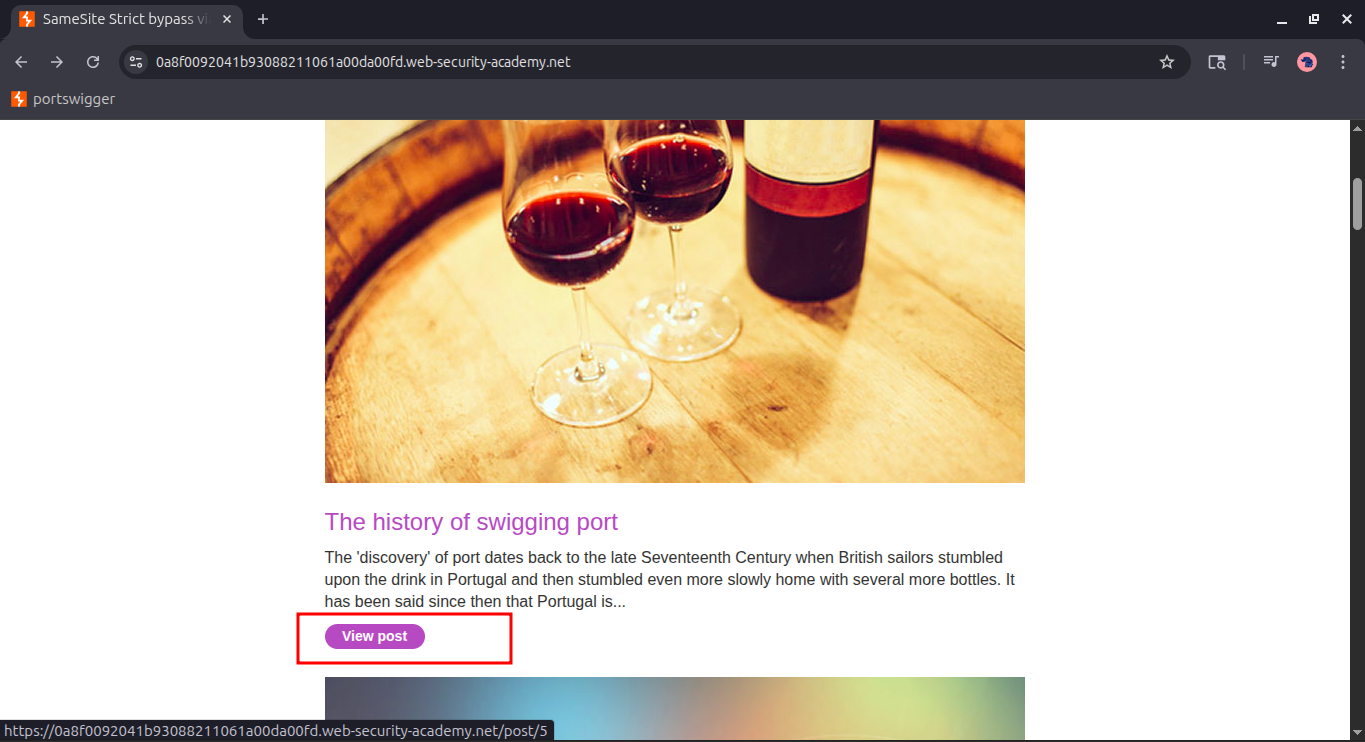 SameSite Strict bypass vi
0a8f0092041b93088211061a00da00fd.web-security-academy.net
portswigger
The history of swigging port
The 'discovery' of port dates back to the late Seventeenth Century when British sailors stumbled
upon the drink in Portugal and then stumbled even more slowly home with several more bottles. It
has been said since then that Portugal is...
View post
https://0a8f0092041b93088211061a00da00fd.web-security-academy.net/post/5